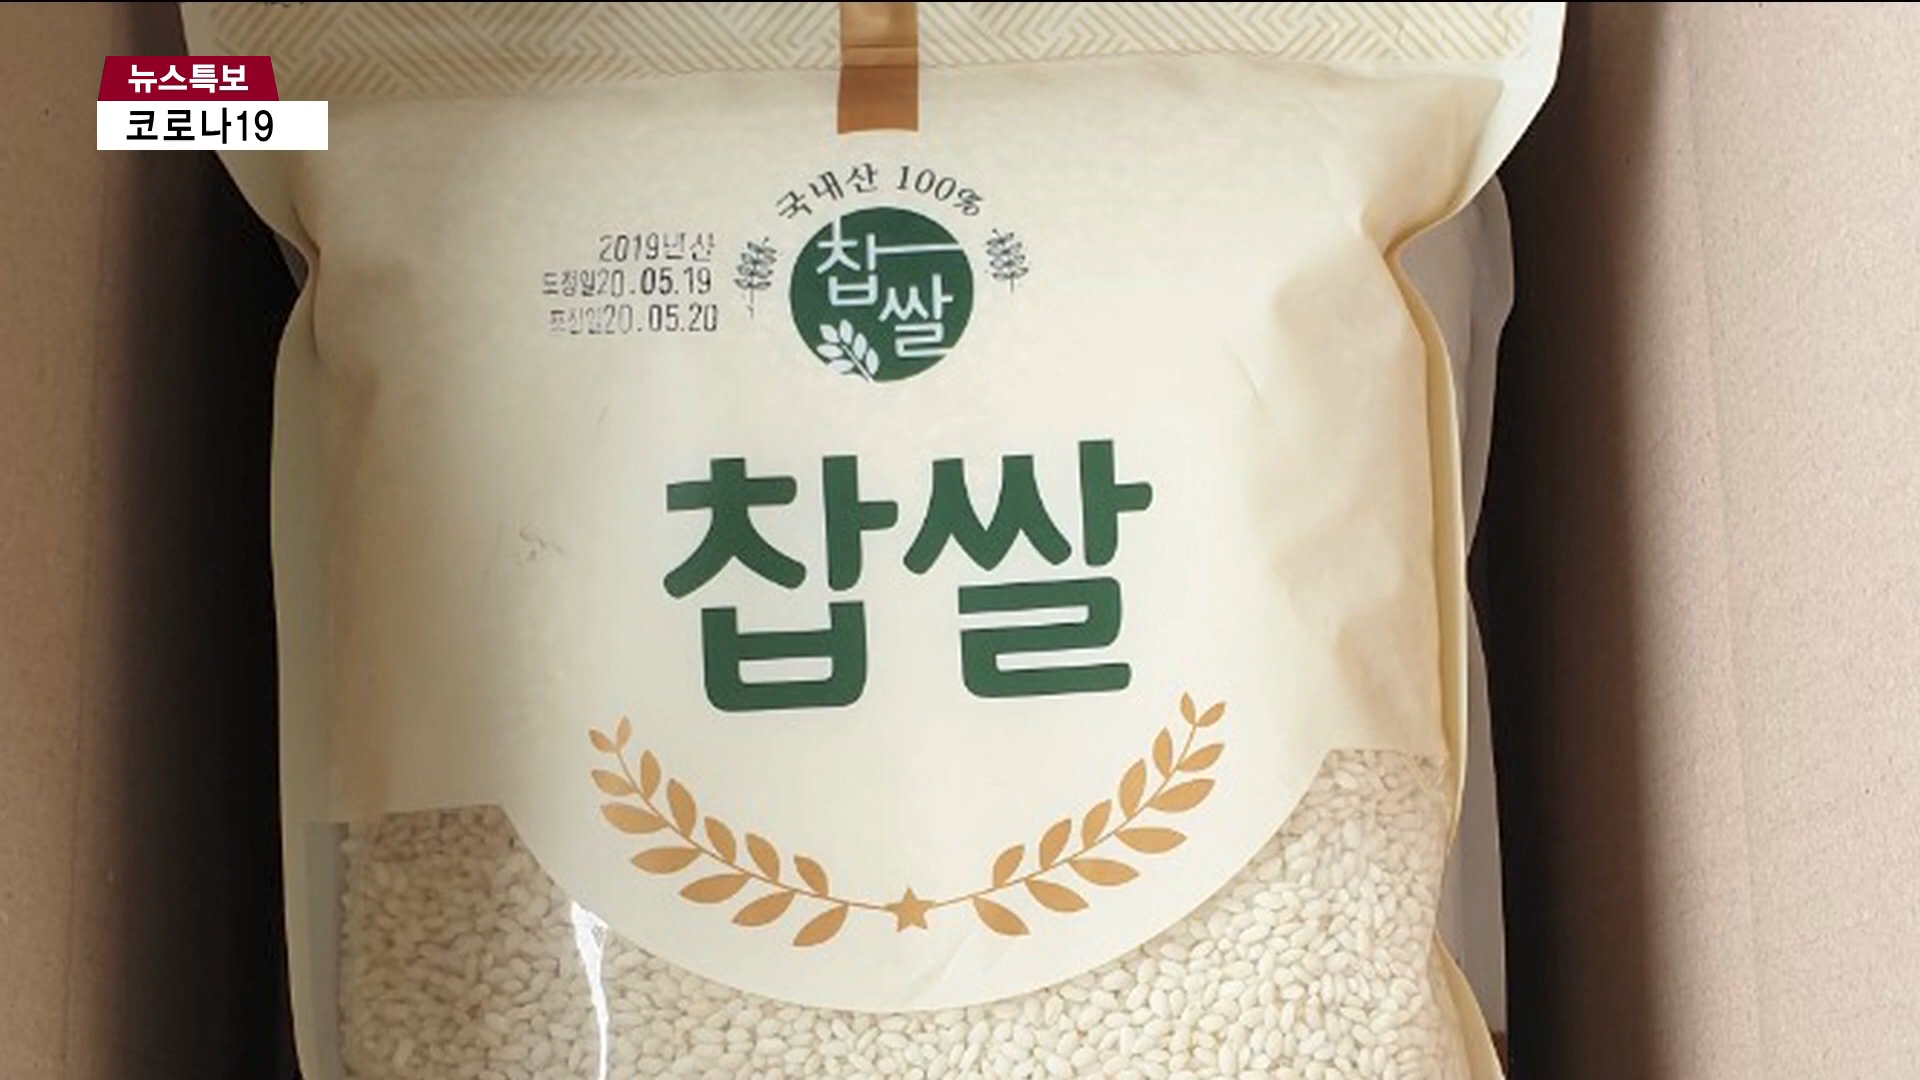 뉴스특보
코로나19
국내산 100%
찹쌀
2019년산
도정일20.05.19
포장일20.05.20
찹쌀